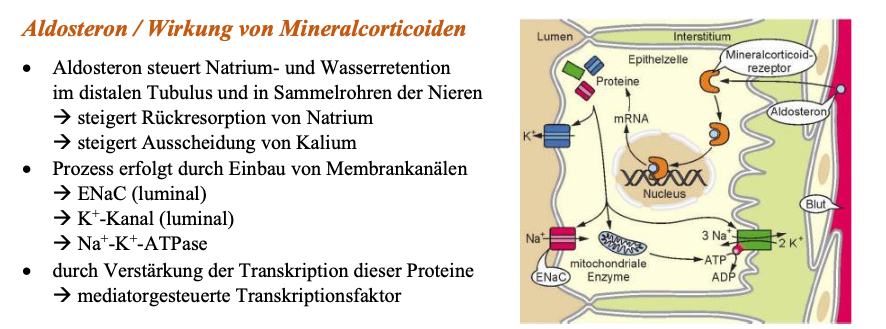 Aldosteron / Wirkung von Mineralcorticoiden
• Aldosteron steuert Natrium- und Wasserretention
im distalen Tubulus und in Sammelrohren der Nieren
→ steigert Rückresorption von Natrium
→ steigert Ausscheidung von Kalium
• Prozess erfolgt durch Einbau von Membrankanälen
→ ENaC (luminal)
→ K⁺-Kanal (luminal)
→ Na⁺-K⁺-ATPase
• durch Verstärkung der Transkription dieser Proteine
→ mediatorgesteuerte Transkriptionsfaktor
Lumen
Interstitium
Epithelzelle
Mineralcorticoid-
rezeptor
Proteine
Aldosteron
mRNA
K⁺
Nucleus
Blut
Na⁺
3 Na⁺
2 K⁺
ENaC
mitochondriale
Enzyme
ATP
ADP